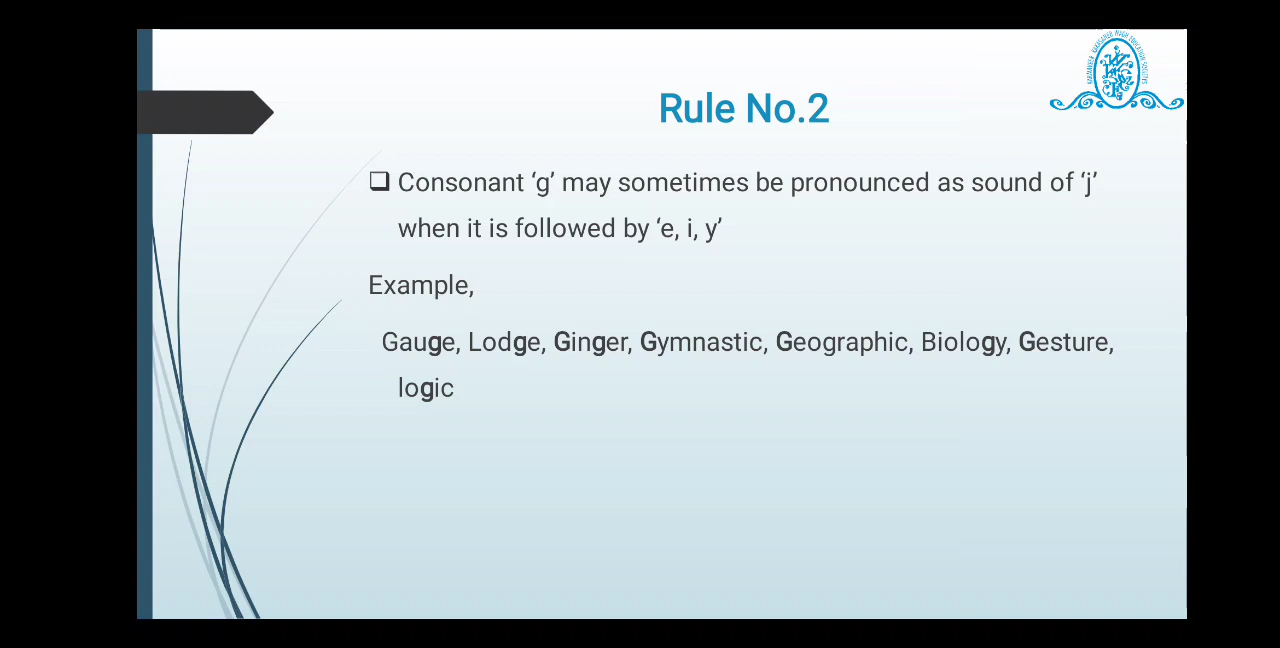 Rule No.2
❑ Consonant ‘g’ may sometimes be pronounced as sound of ‘j’
when it is followed by ‘e, i, y’
Example,
Gauge, Lodge, Ginger, Gymnastic, Geographic, Biology, Gesture,
logic